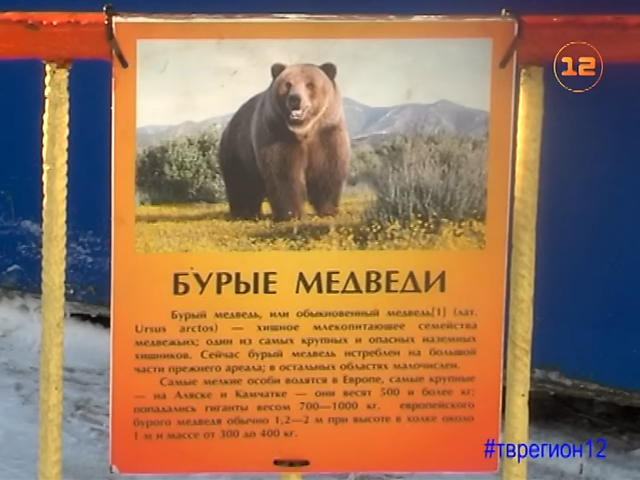 12
БУРЫЕ МЕДВЕДИ
Бурый медведь, или обыкновенный медведь[1] (лат.
Ursus arctos) — хищное млекопитающее семейства
медвежьих; один из самых крупных и опасных наземных
хищников. Сейчас бурый медведь истреблен на большой
части прежнего ареала; в остальных областях малочислен.
Самые мелкие особи водятся в Европе, самые крупные
— на Аляске и Камчатке — они весят 500 и более кг;
попадались гиганты весом 700—1000 кг. европейского
бурого медведя обычно 1,2—2 м при высоте в холке около
1 м и массе от 300 до 400 кг.
#тврегион12